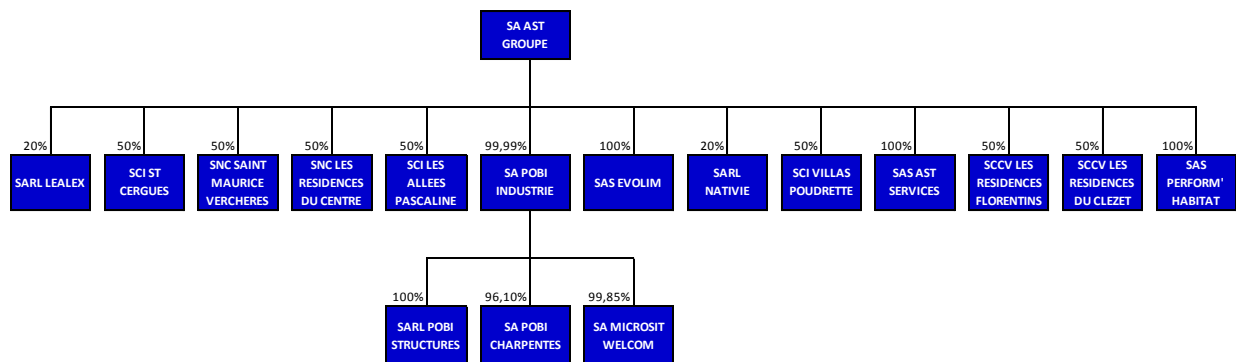 SA AST
GROUPE
20%
50%
50%
50%
50%
99,99%
100%
20%
50%
100%
50%
50%
100%
SARL LEALEX
SCI ST
CERGUES
SNC SAINT
MAURICE
VERCHERES
SNC LES
RESIDENCES
DU CENTRE
SCI LES
ALLEES
PASCALINE
SA POBI
INDUSTRIE
SAS EVOLIM
SARL
NATIVIE
SCI VILLAS
POUDRETTE
SAS AST
SERVICES
SCCV LES
RESIDENCES
FLORENTINS
SCCV LES
RESIDENCES
DU CLEZET
SAS
PERFORM'
HABITAT
100%
96,10%
99,85%
SARL POBI
STRUCTURES
SA POBI
CHARPENTES
SA MICROSIT
WELCOM